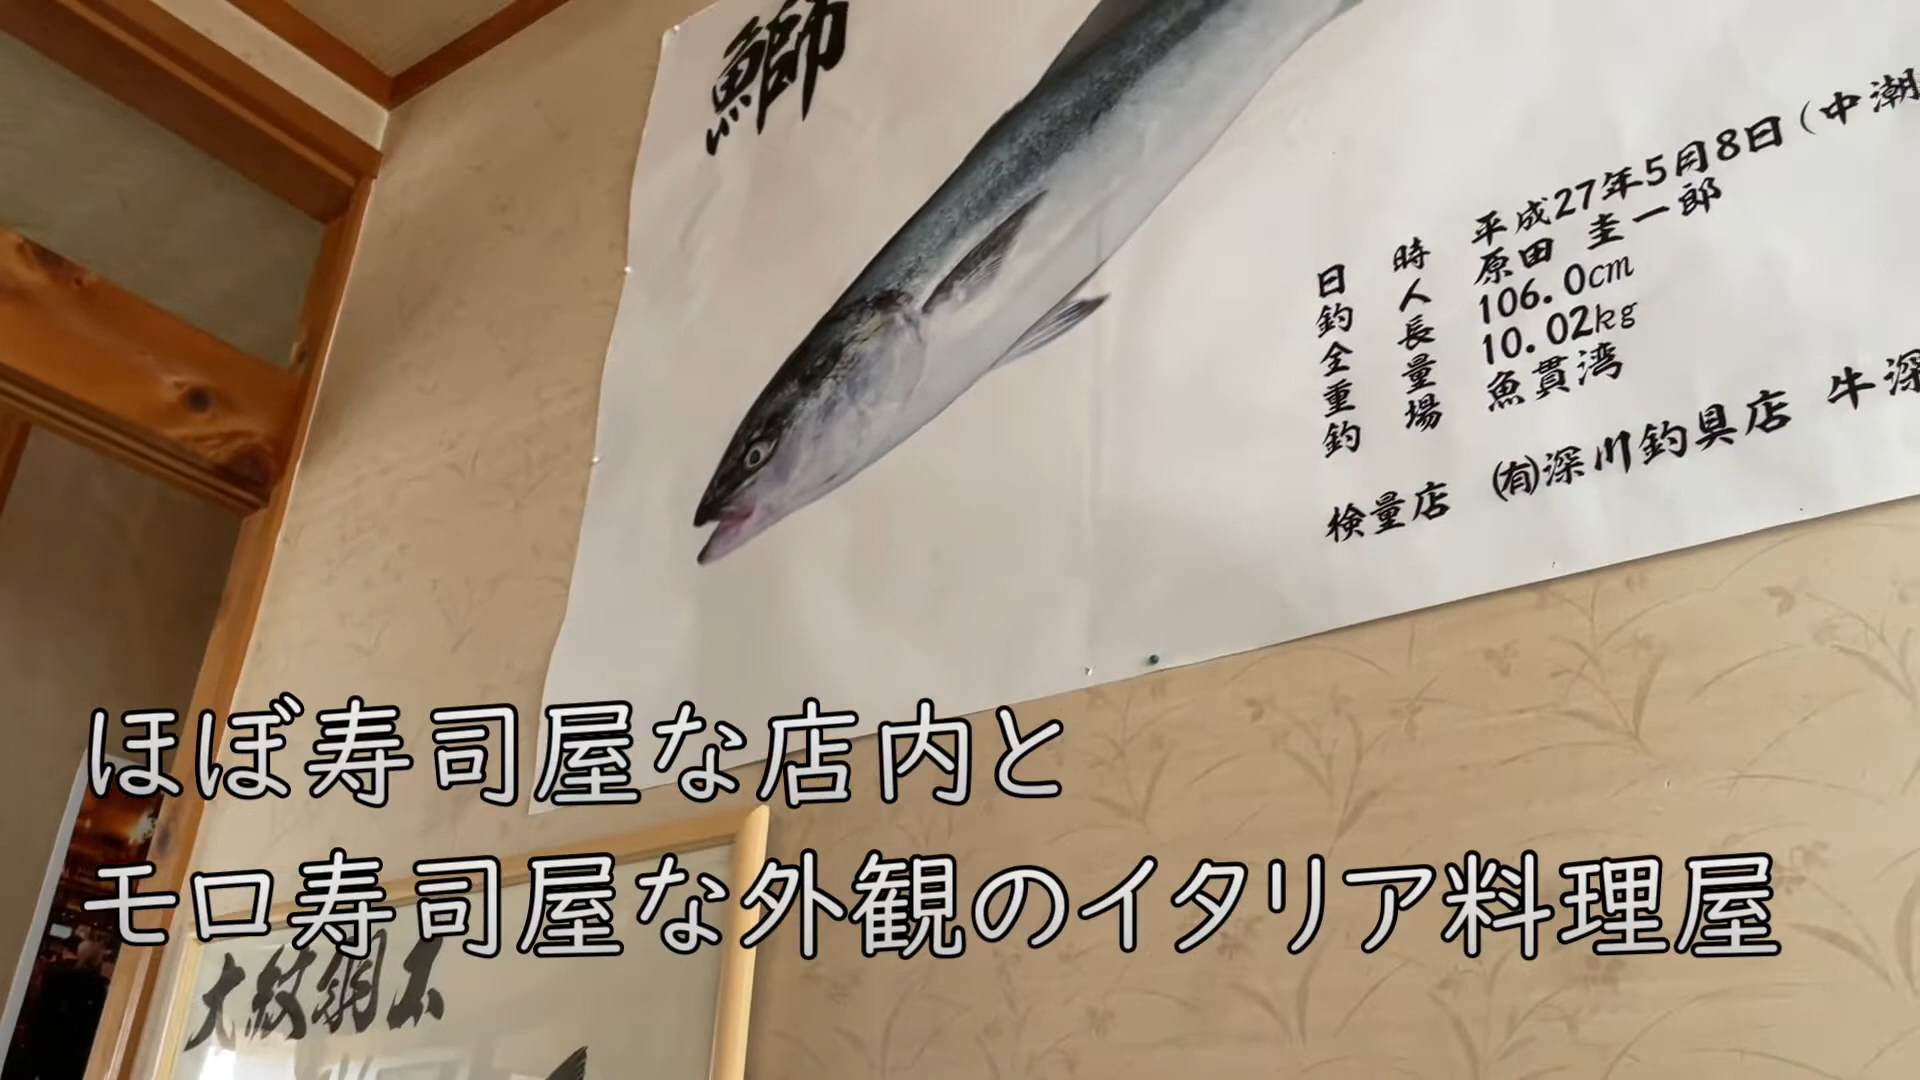 鰤
日時 平成27年5月8日(中潮
釣人 原田 圭一郎
全長 106.0cm
重量 10.02kg
釣場 魚貫湾
検量店 ㈲深川釣具店 牛深
ほぼ寿司屋な店内と
モロ寿司屋な外観のイタリア料理屋
大紋羽太